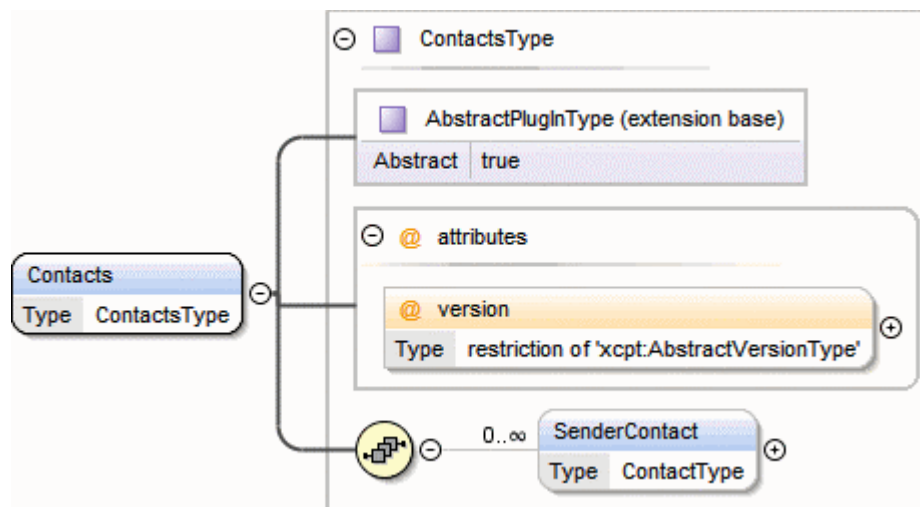 ContactsType
AbstractPlugInType (extension base)
Abstract true
@ attributes
Contacts
Type ContactsType
@ version
Type restriction of 'xcpt:AbstractVersionType'
0..∞
SenderContact
Type ContactType